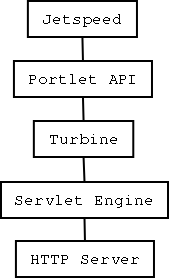 Jetspeed
Portlet API
Turbine
Servlet Engine
HTTP Server